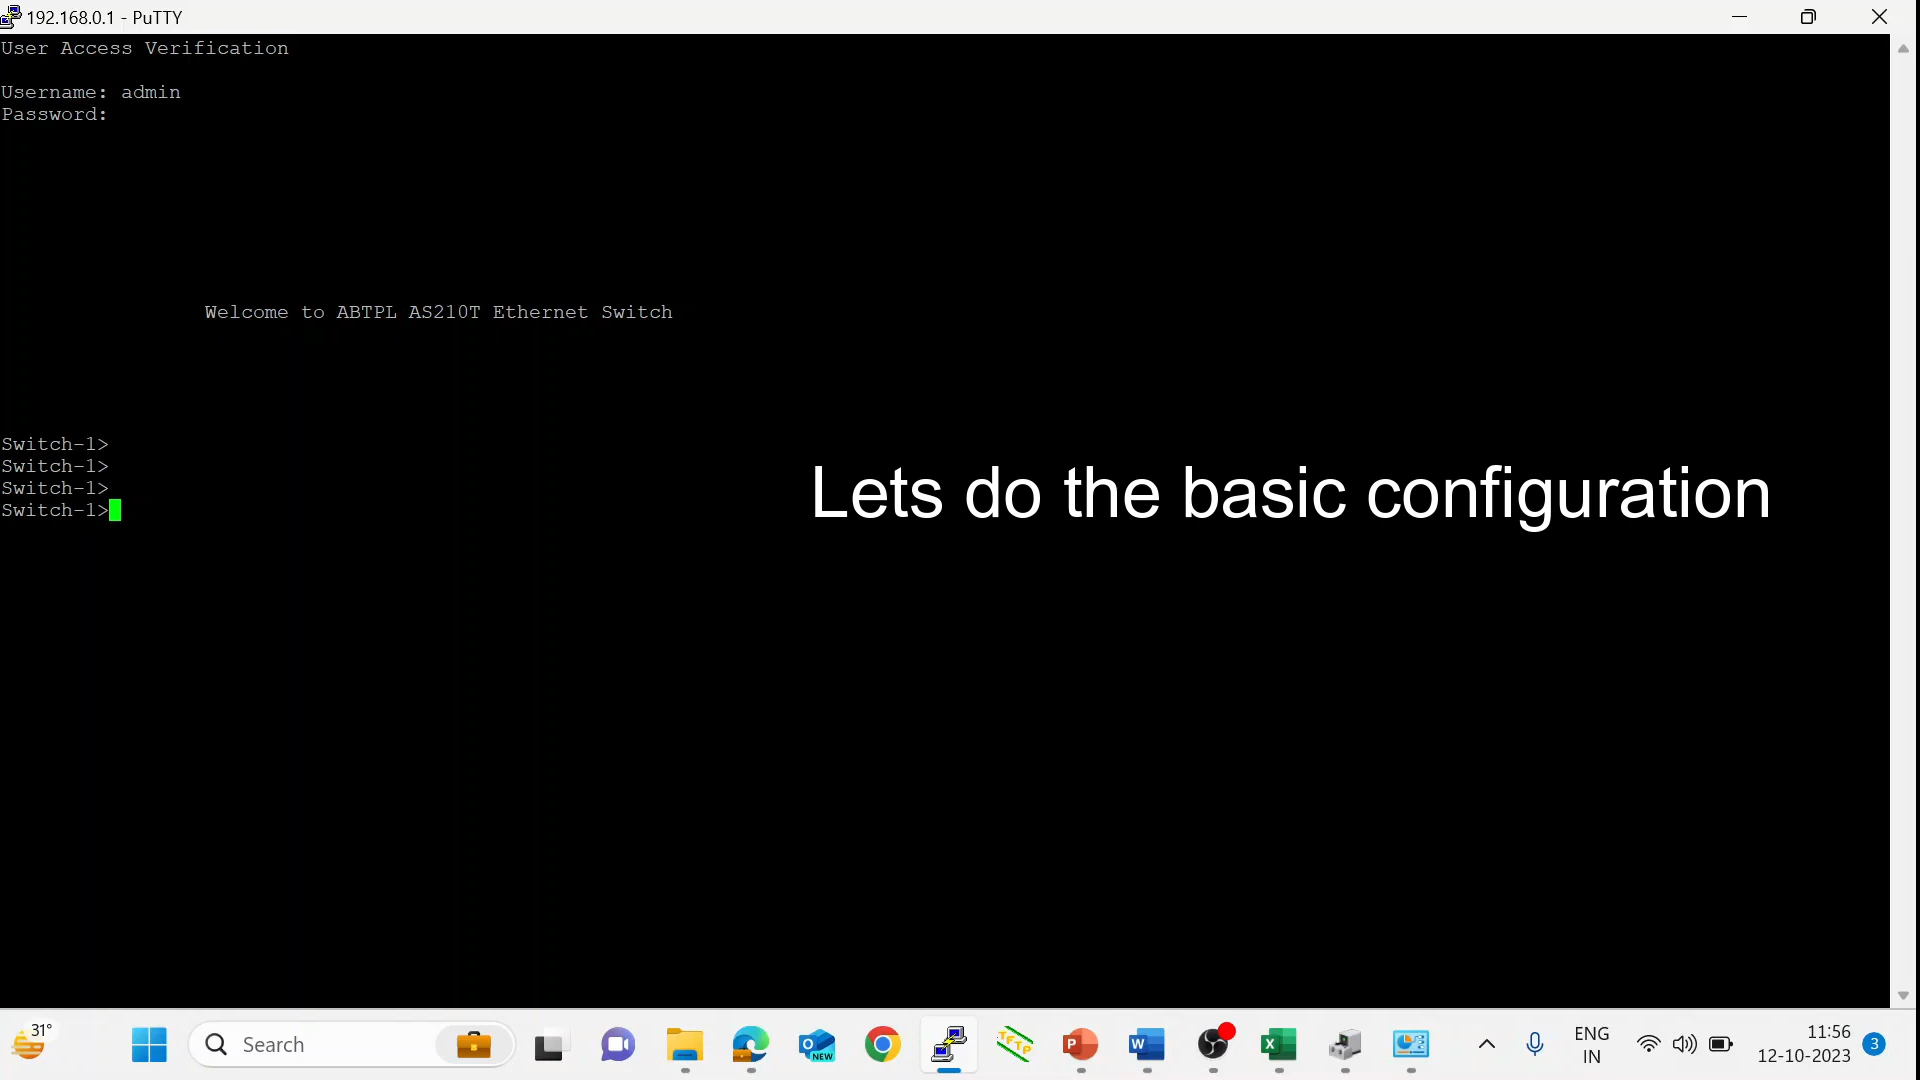 192.168.0.1 - PuTTY
User Access Verification
Username: admin
Password:
Welcome to ABTPL AS210T Ethernet Switch
Switch-1>
Switch-1>
Switch-1>
Switch-1>
Lets do the basic configuration
31°
Search
NEW
TFTP
ENG
IN
11:56
12-10-2023
3